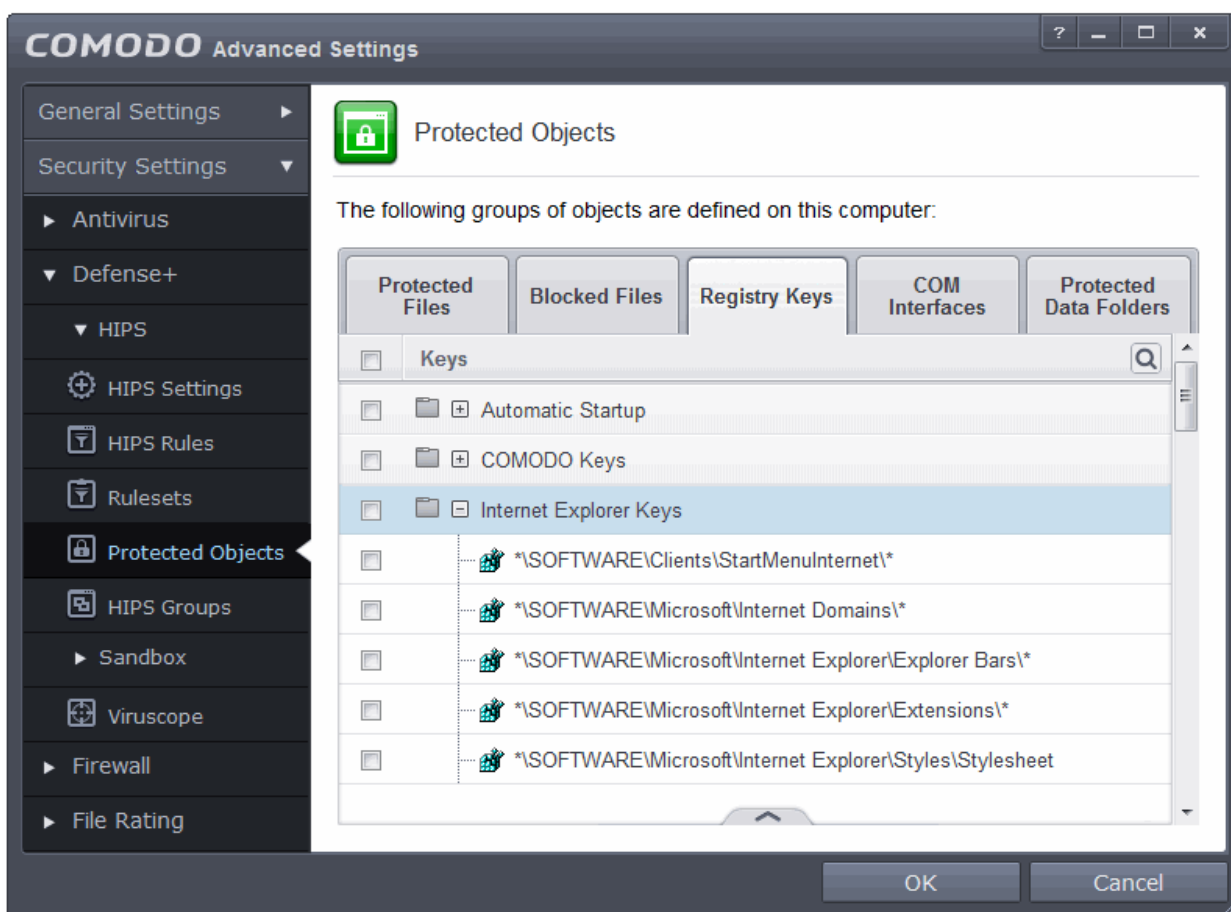 COMODO Advanced Settings
?
General Settings
Security Settings
Antivirus
Defense+
HIPS
HIPS Settings
HIPS Rules
Rulesets
Protected Objects
HIPS Groups
Sandbox
Viruscope
Firewall
File Rating
Protected Objects
The following groups of objects are defined on this computer:
Protected Files
Blocked Files
Registry Keys
COM Interfaces
Protected Data Folders
Keys
Automatic Startup
COMODO Keys
Internet Explorer Keys
*\SOFTWARE\Clients\StartMenuInternet\*
*\SOFTWARE\Microsoft\Internet Domains\*
*\SOFTWARE\Microsoft\Internet Explorer\Explorer Bars\*
*\SOFTWARE\Microsoft\Internet Explorer\Extensions\*
*\SOFTWARE\Microsoft\Internet Explorer\Styles\Stylesheet
OK
Cancel